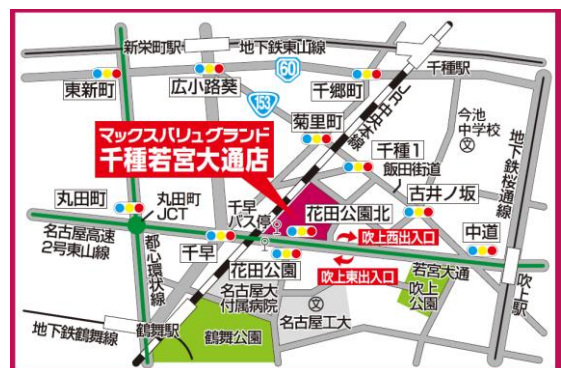 新栄町駅
地下鉄東山線
60
東新町
広小路葵
153
千郷町
千種駅
JR中央本線
菊里町
今池
中学校
文
マックスバリュグランド
千種若宮大通店
千種1
飯田街道
地下鉄桜通線
丸田町
丸田町
JCT
千早
バス停
花田公園北
古井ノ坂
名古屋高速
2号東山線
都心環状線
千早
花田公園
吹上西出入口
吹上東出入口
中道
若宮大通
名古屋大
付属病院
文
名古屋工大
吹上
公園
吹上駅
地下鉄鶴舞線
鶴舞駅
鶴舞公園